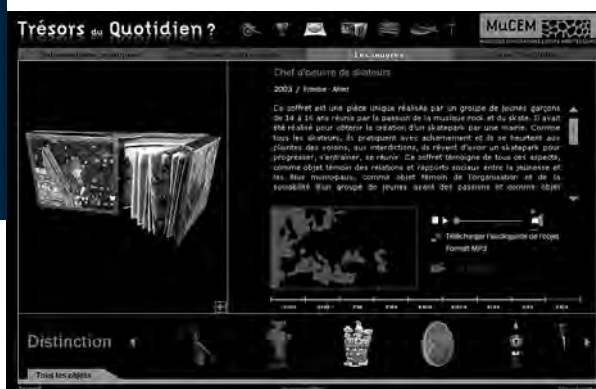 Trésors du Quotidien ?
MuCEM
Les œuvres
Chef d'oeuvre de skateurs
2003 / France - Allex
Ce coffret est une pièce unique réalisée par un groupe de jeunes garçons
de 14 à 16 ans réunis par la passion de la musique rock et du skate. Il avait
été réalisé pour obtenir la création d'un skatepark par une mairie. Comme
tous les skateurs, ils pratiquent avec acharnement et ils se heurtent aux
plaintes des voisins, aux interdictions, ils rêvent d'avoir un skatepark pour
progresser, s'entrainer, se réunir. Ce coffret témoigne de tous ces aspects,
comme objet témoin des relations et rapports sociaux entre la jeunesse et
les élus municipaux, comme objet témoin de l'organisation et de la
sociabilité d'un groupe de jeunes ayant des passions et comme objet
Télécharger l'audioguide de l'objet
Format MP3
Distinction
Tous les objets